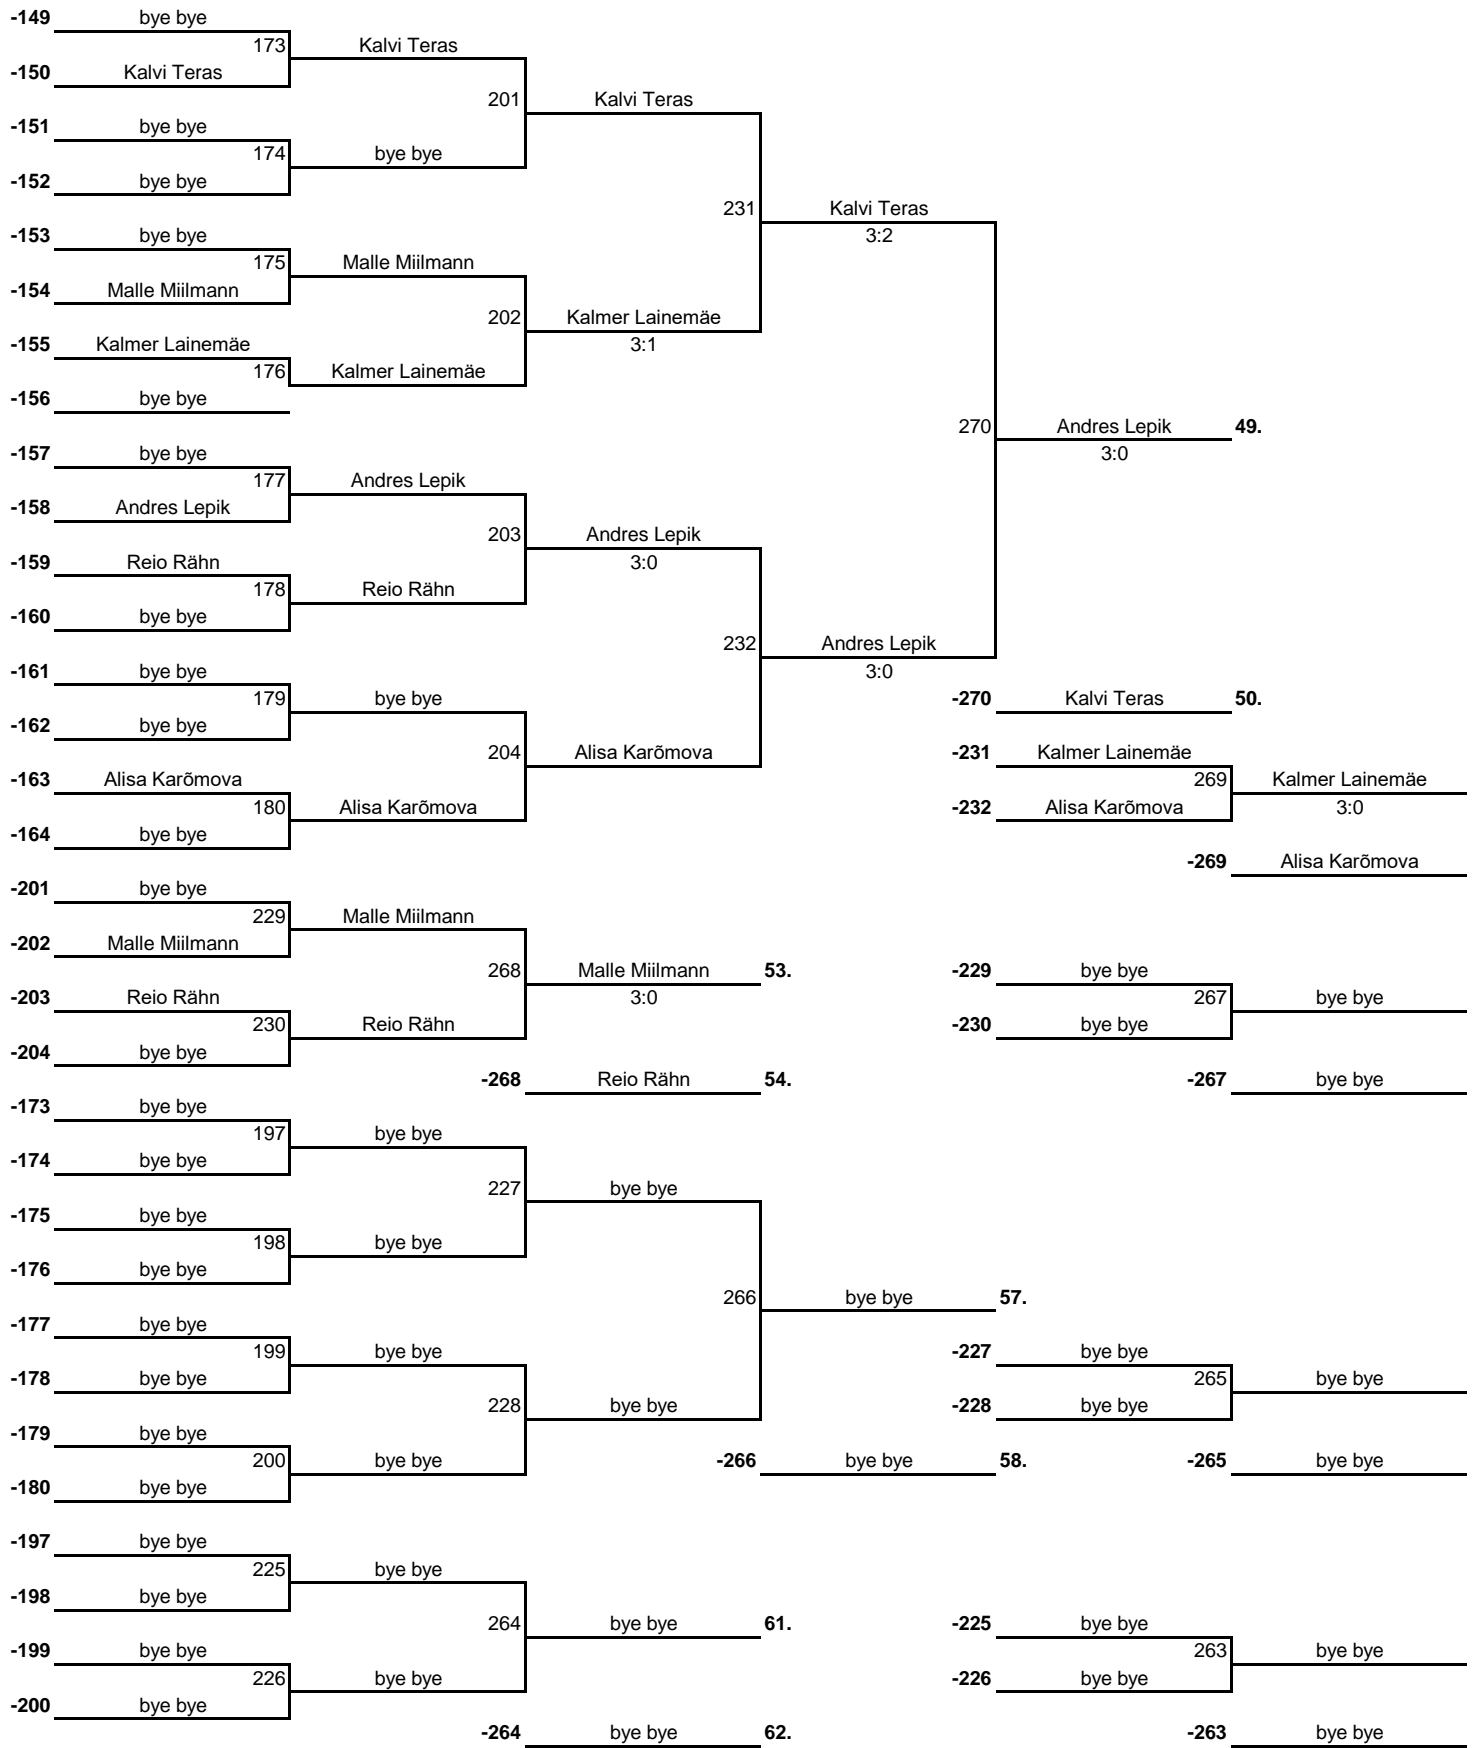 -149 bye bye
173 Kalvi Teras
-150 Kalvi Teras
201 Kalvi Teras
-151 bye bye
174 bye bye
-152 bye bye
231 Kalvi Teras
3:2
-153 bye bye
175 Malle Miilmann
-154 Malle Miilmann
202 Kalmer Lainemäe
3:1
-155 Kalmer Lainemäe
176 Kalmer Lainemäe
-156 bye bye
270 Andres Lepik 49.
3:0
-157 bye bye
177 Andres Lepik
-158 Andres Lepik
203 Andres Lepik
3:0
-159 Reio Rähn
178 Reio Rähn
-160 bye bye
232 Andres Lepik
3:0
-161 bye bye
179 bye bye
-270 Kalvi Teras 50.
-162 bye bye
204 Alisa Karõmova
-231 Kalmer Lainemäe
-163 Alisa Karõmova
269 Kalmer Lainemäe
3:0
180 Alisa Karõmova
-232 Alisa Karõmova
-164 bye bye
-269 Alisa Karõmova
-201 bye bye
229 Malle Miilmann
-202 Malle Miilmann
268 Malle Miilmann 53.
3:0
-229 bye bye
-203 Reio Rähn
267 bye bye
230 Reio Rähn
-230 bye bye
-204 bye bye
-268 Reio Rähn 54.
-267 bye bye
-173 bye bye
197 bye bye
-174 bye bye
227 bye bye
-175 bye bye
198 bye bye
-176 bye bye
266 bye bye 57.
-177 bye bye
199 bye bye
-227 bye bye
-178 bye bye
265 bye bye
228 bye bye
-228 bye bye
-179 bye bye
200 bye bye
-266 bye bye 58.
-265 bye bye
-180 bye bye
-197 bye bye
225 bye bye
-198 bye bye
264 bye bye 61.
-225 bye bye
-199 bye bye
263 bye bye
226 bye bye
-226 bye bye
-200 bye bye
-264 bye bye 62.
-263 bye bye